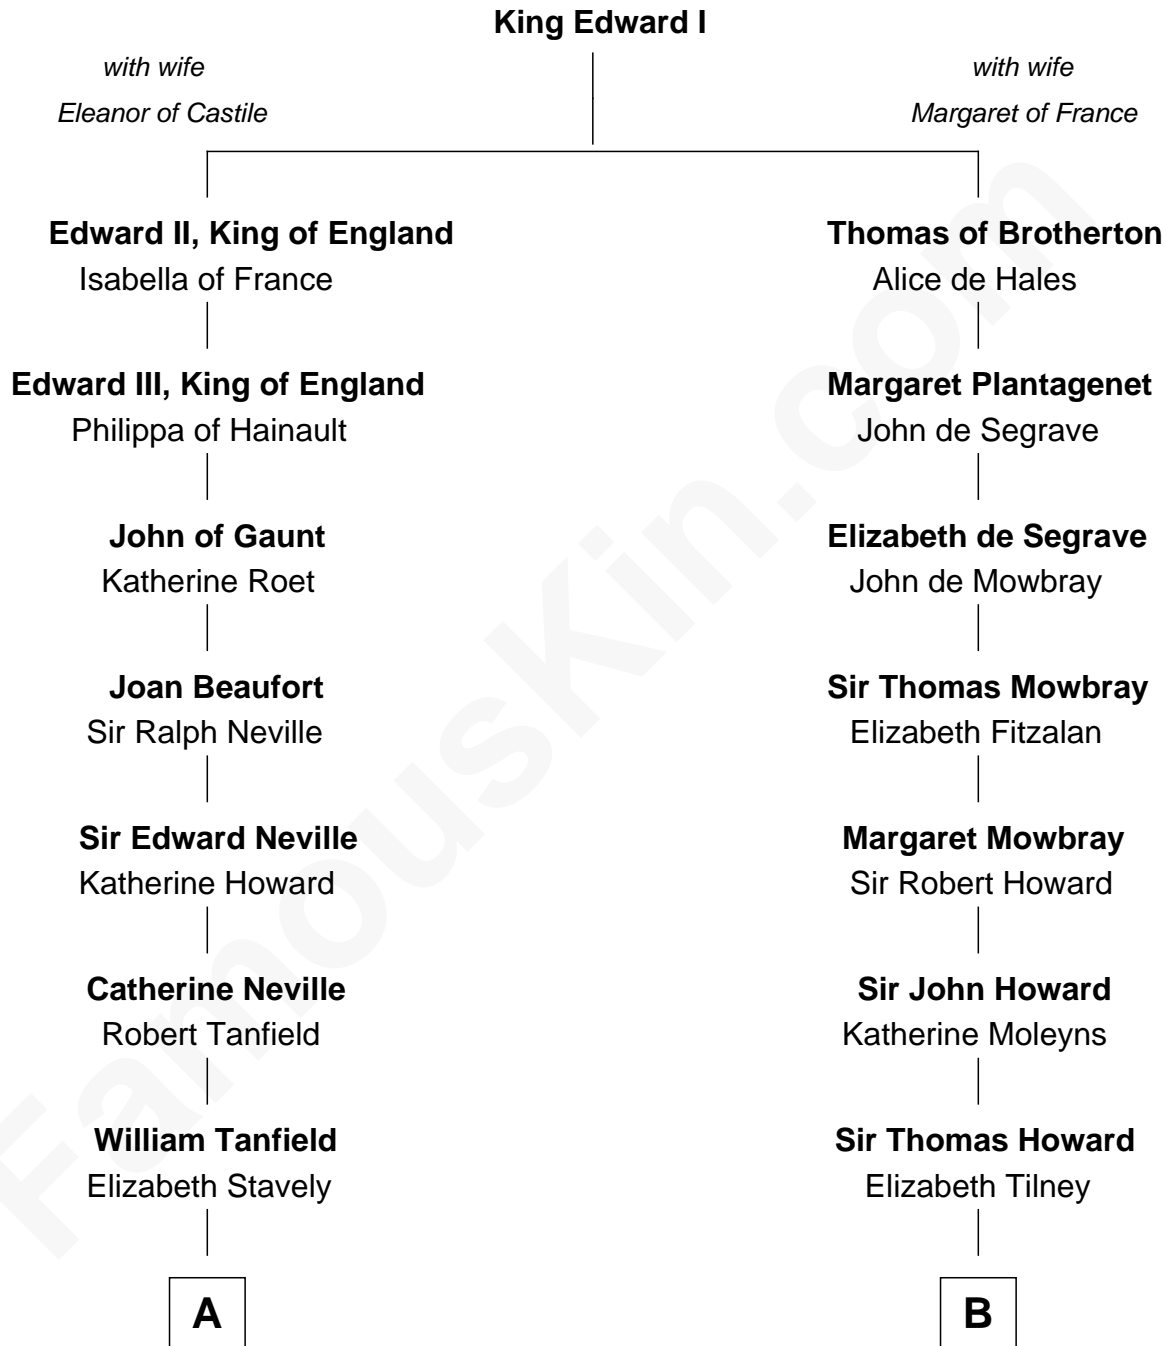 King Edward I
with wife
Eleanor of Castile
with wife
Margaret of France
Edward II, King of England
Isabella of France
Thomas of Brotherton
Alice de Hales
Edward III, King of England
Philippa of Hainault
Margaret Plantagenet
John de Segrave
John of Gaunt
Katherine Roet
Elizabeth de Segrave
John de Mowbray
Joan Beaufort
Sir Ralph Neville
Sir Thomas Mowbray
Elizabeth Fitzalan
Sir Edward Neville
Katherine Howard
Margaret Mowbray
Sir Robert Howard
Catherine Neville
Robert Tanfield
Sir John Howard
Katherine Moleyns
William Tanfield
Elizabeth Stavely
Sir Thomas Howard
Elizabeth Tilney
A
B
FamousKin.com